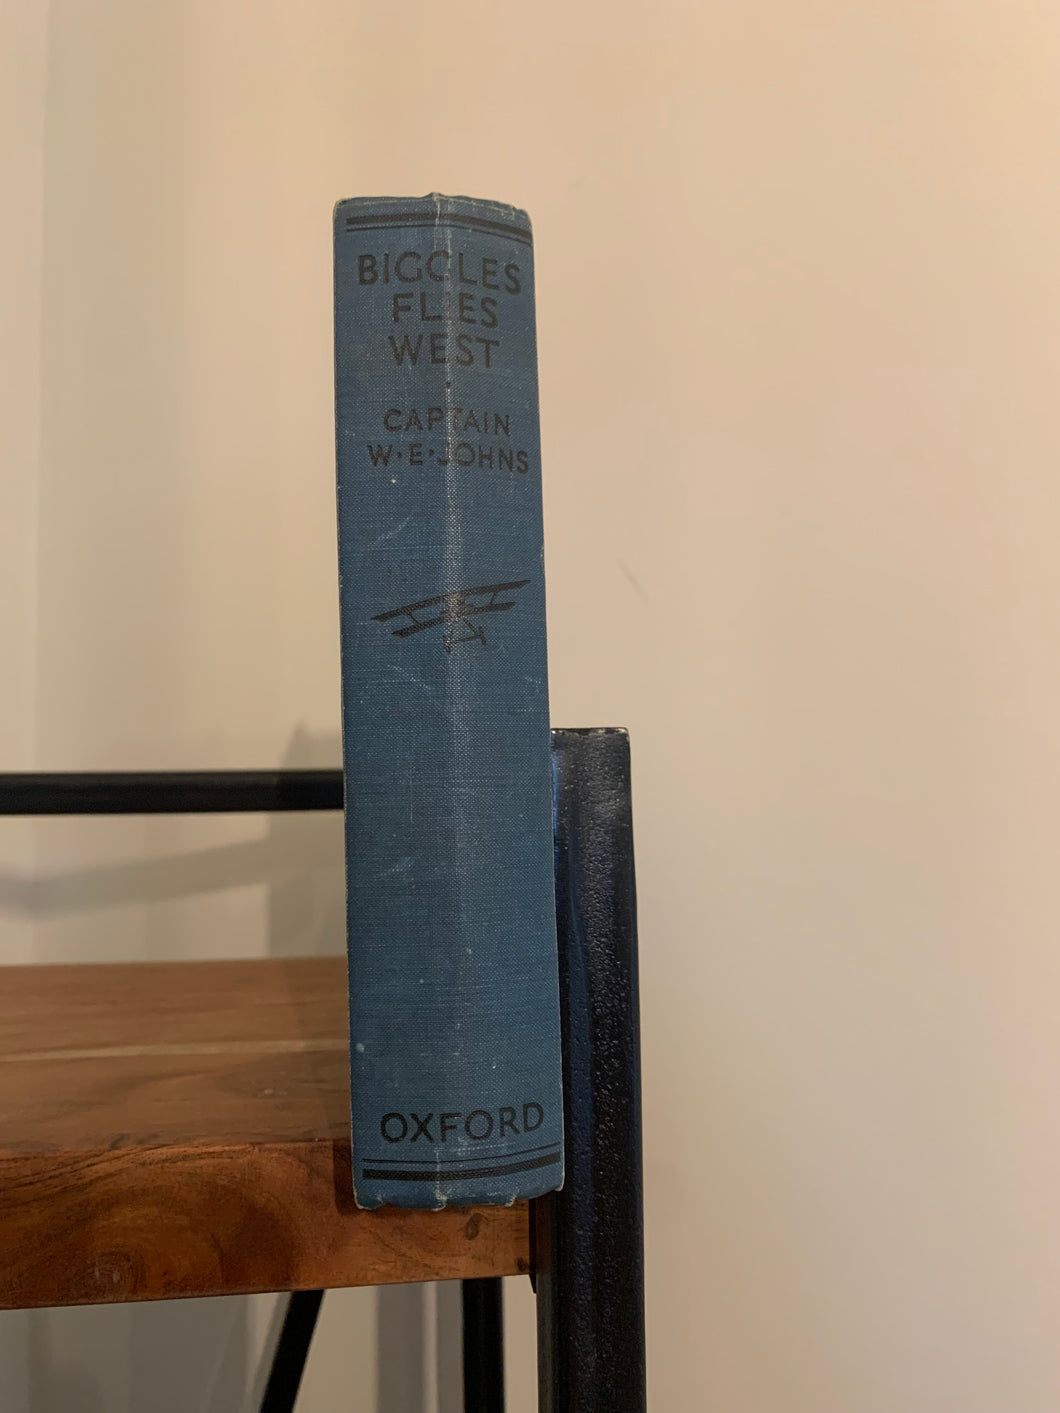 BIGGLES
FLIES
WEST
CAPTAIN
W·E·JOHNS
OXFORD